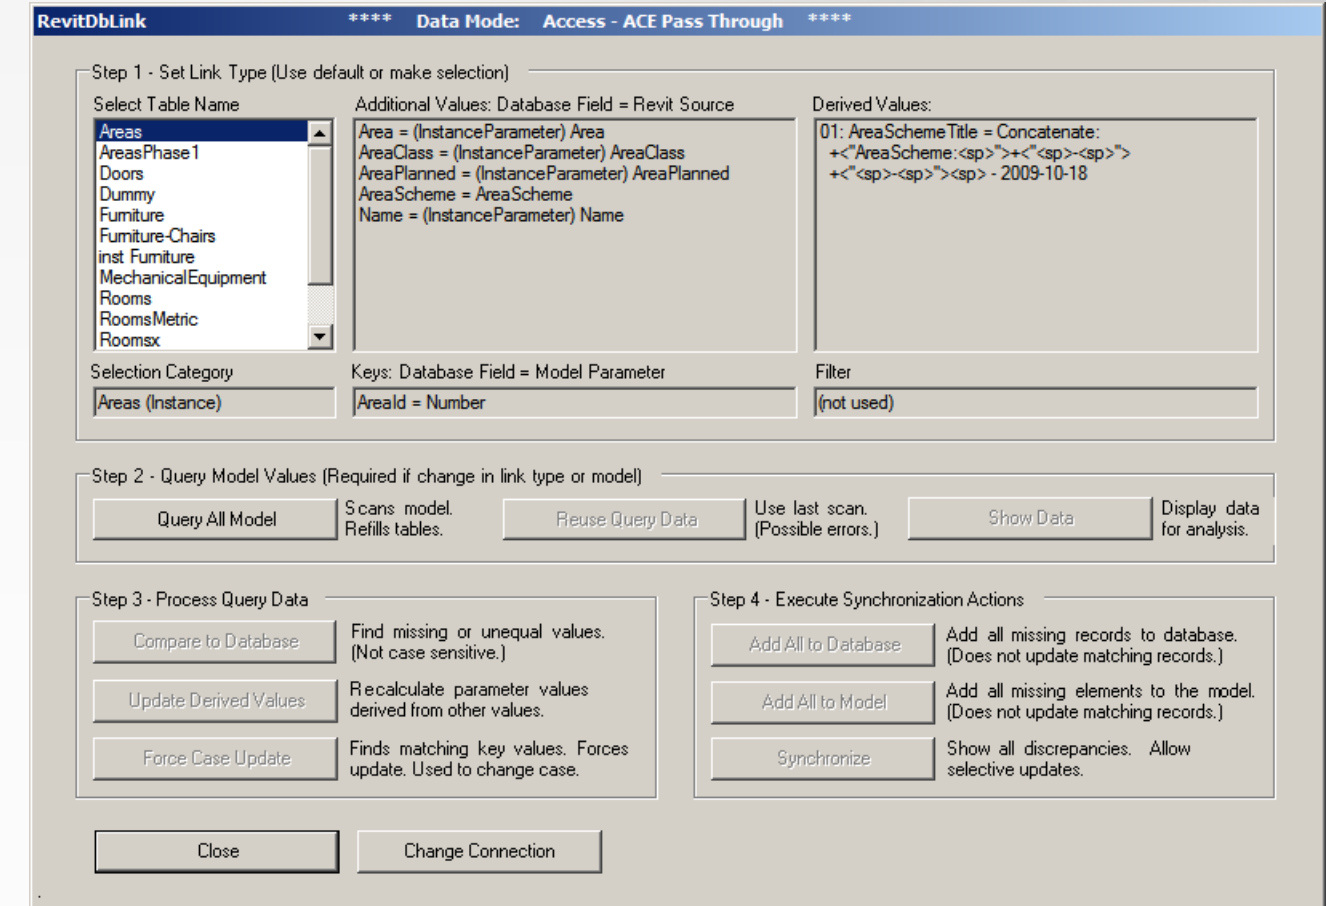 RevitDbLink **** Data Mode: Access - ACE Pass Through ****
Step 1 - Set Link Type (Use default or make selection)
Select Table Name
Areas
AreasPhase1
Doors
Dummy
Furniture
Furniture-Chairs
inst Furniture
MechanicalEquipment
Rooms
RoomsMetric
Roomsx
Additional Values: Database Field = Revit Source
Area = (InstanceParameter) Area
AreaClass = (InstanceParameter) AreaClass
AreaPlanned = (InstanceParameter) AreaPlanned
AreaScheme = AreaScheme
Name = (InstanceParameter) Name
Derived Values:
01: AreaSchemeTitle = Concatenate:
+<"AreaScheme:<sp>">+<"<sp>-<sp>">
+<"<sp>-<sp>"><sp> - 2009-10-18
Selection Category
Areas (Instance)
Keys: Database Field = Model Parameter
AreaId = Number
Filter
(not used)
Step 2 - Query Model Values (Required if change in link type or model)
Query All Model
Scans model.
Refills tables.
Reuse Query Data
Use last scan.
(Possible errors.)
Show Data
Display data
for analysis.
Step 3 - Process Query Data
Compare to Database
Find missing or unequal values.
(Not case sensitive.)
Update Derived Values
Recalculate parameter values
derived from other values.
Force Case Update
Finds matching key values. Forces
update. Used to change case.
Step 4 - Execute Synchronization Actions
Add All to Database
Add all missing records to database.
(Does not update matching records.)
Add All to Model
Add all missing elements to the model.
(Does not update matching records.)
Synchronize
Show all discrepancies. Allow
selective updates.
Close
Change Connection
.